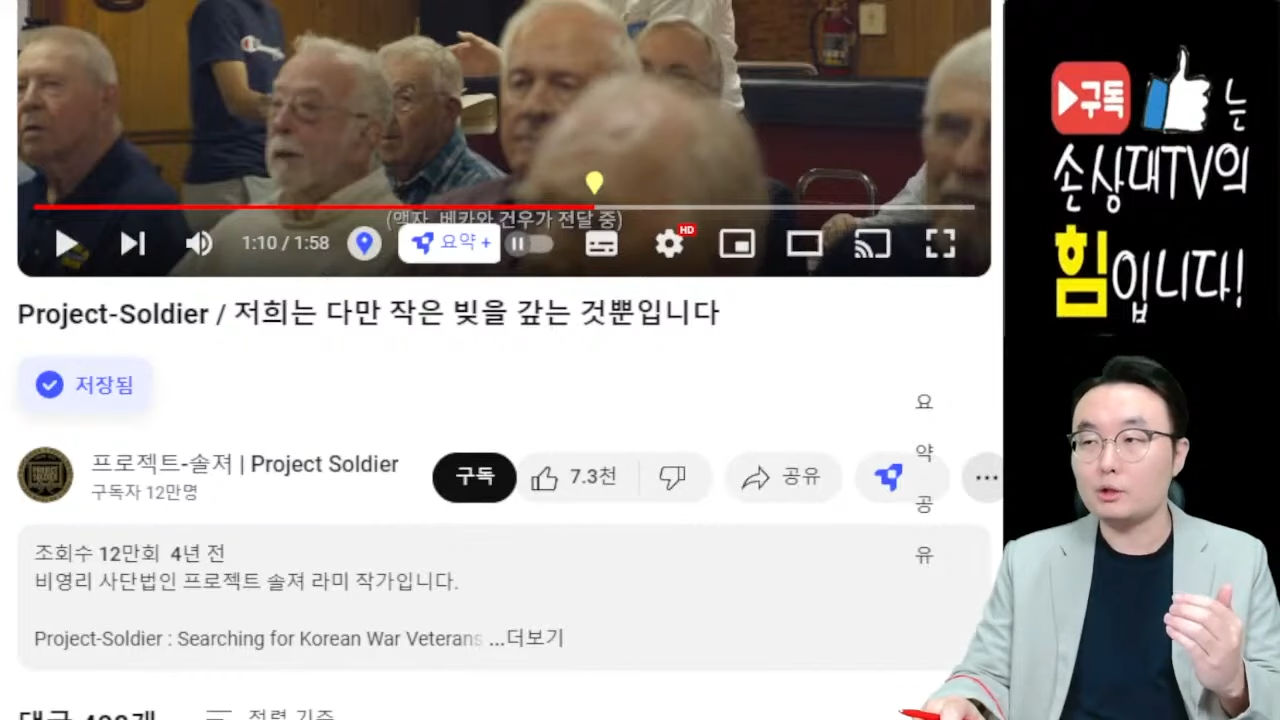 (액자, 베카와 건우가 전달 중)
1:10 / 1:58
요약 +
HD
Project-Soldier / 저희는 다만 작은 빚을 갚는 것뿐입니다
저장됨
프로젝트-솔져 | Project Soldier
구독자 12만명
구독
7.3천
공유
요
약
공
유
조회수 12만회 4년 전
비영리 사단법인 프로젝트 솔져 라미 작가입니다.
Project-Soldier : Searching for Korean War Veterans ...더보기
정렬 기준
구독 는
손상대TV의
힘입니다!